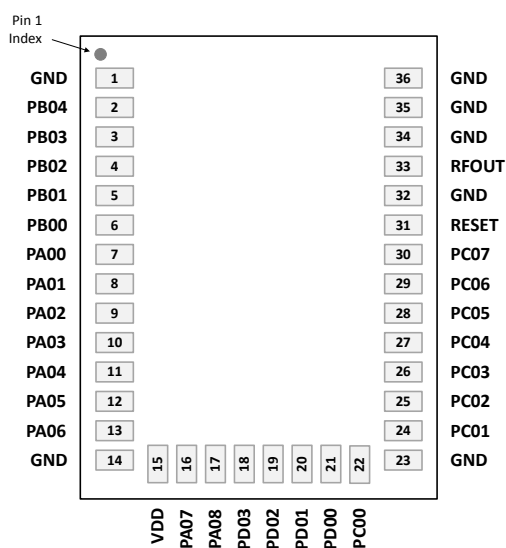 Pin 1
Index
GND 1 36 GND
PB04 2 35 GND
PB03 3 34 GND
PB02 4 33 RFOUT
PB01 5 32 GND
PB00 6 31 RESET
PA00 7 30 PC07
PA01 8 29 PC06
PA02 9 28 PC05
PA03 10 27 PC04
PA04 11 26 PC03
PA05 12 25 PC02
PA06 13 24 PC01
GND 14 15 16 17 18 19 20 21 22 23 GND
VDD PA07 PA08 PD03 PD02 PD01 PD00 PC00